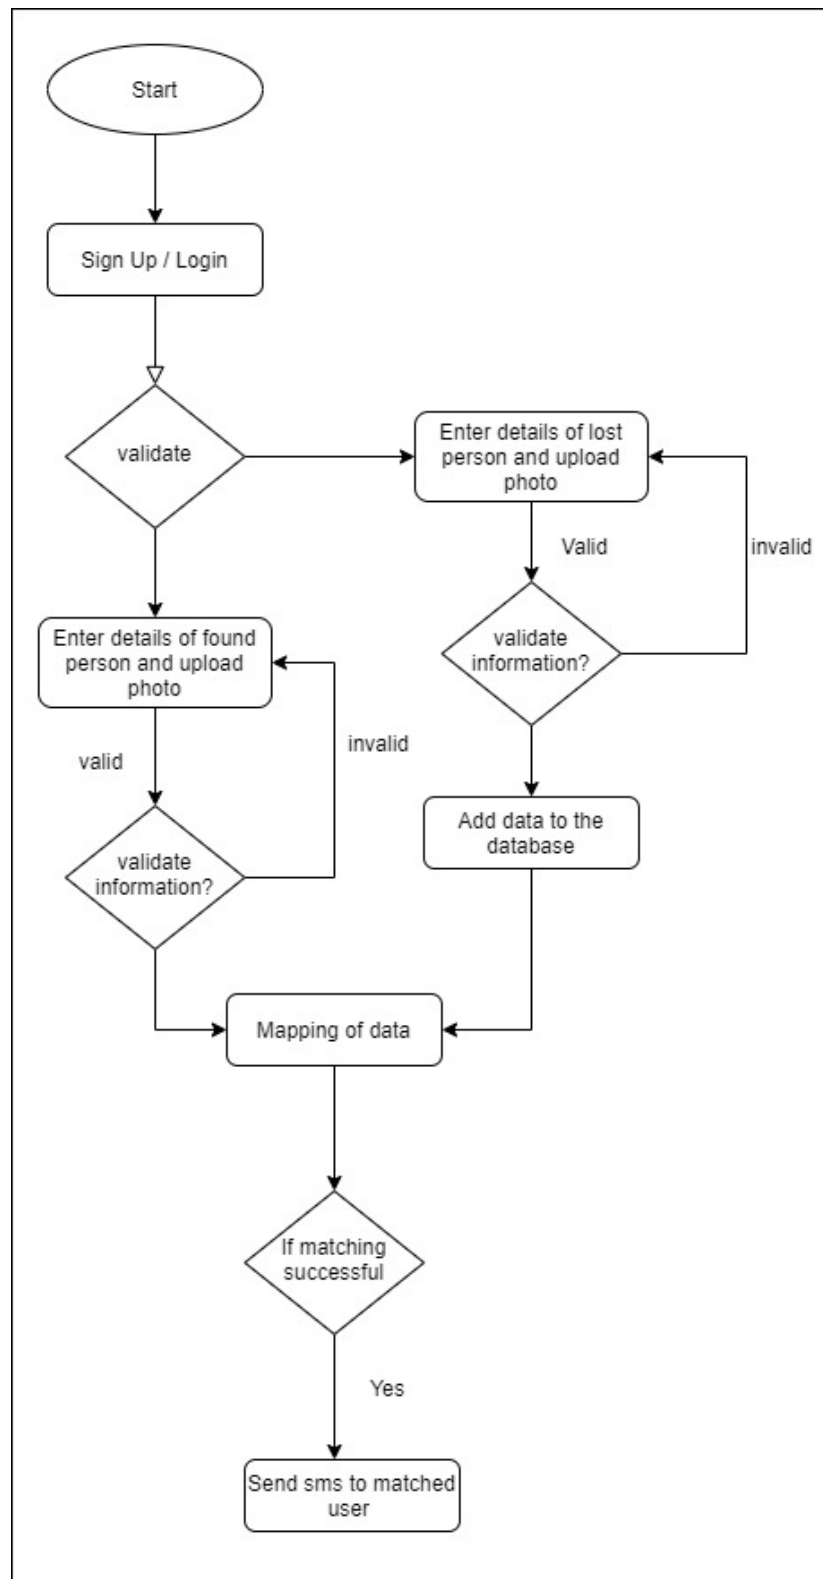 Start
Sign Up / Login
validate
Enter details of lost
person and upload
photo
Valid
invalid
validate
information?
Enter details of found
person and upload
photo
valid
invalid
validate
information?
Add data to the
database
Mapping of data
If matching
successful
Yes
Send sms to matched
user